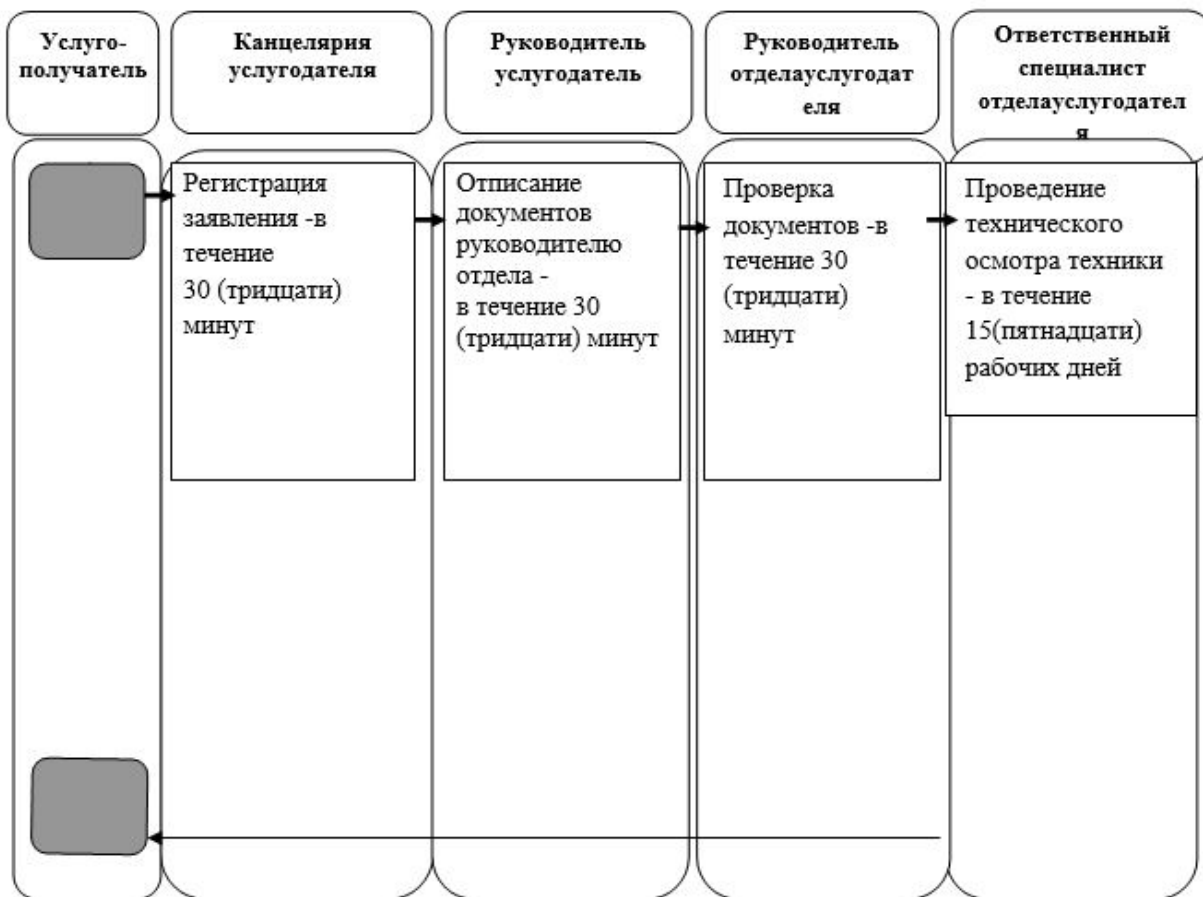 Услуго-
получатель
Канцелярия
услугодателя
Руководитель
услугодатель
Руководитель
отделауслугодат
еля
Ответственный
специалист
отделауслугодател
я
Регистрация
заявления -в
течение
30 (тридцати)
минут
Отписание
документов
руководителю
отдела -
в течение 30
(тридцати) минут
Проверка
документов -в
течение 30
(тридцати)
минут
Проведение
технического
осмотра техники
- в течение
15(пятнадцати)
рабочих дней